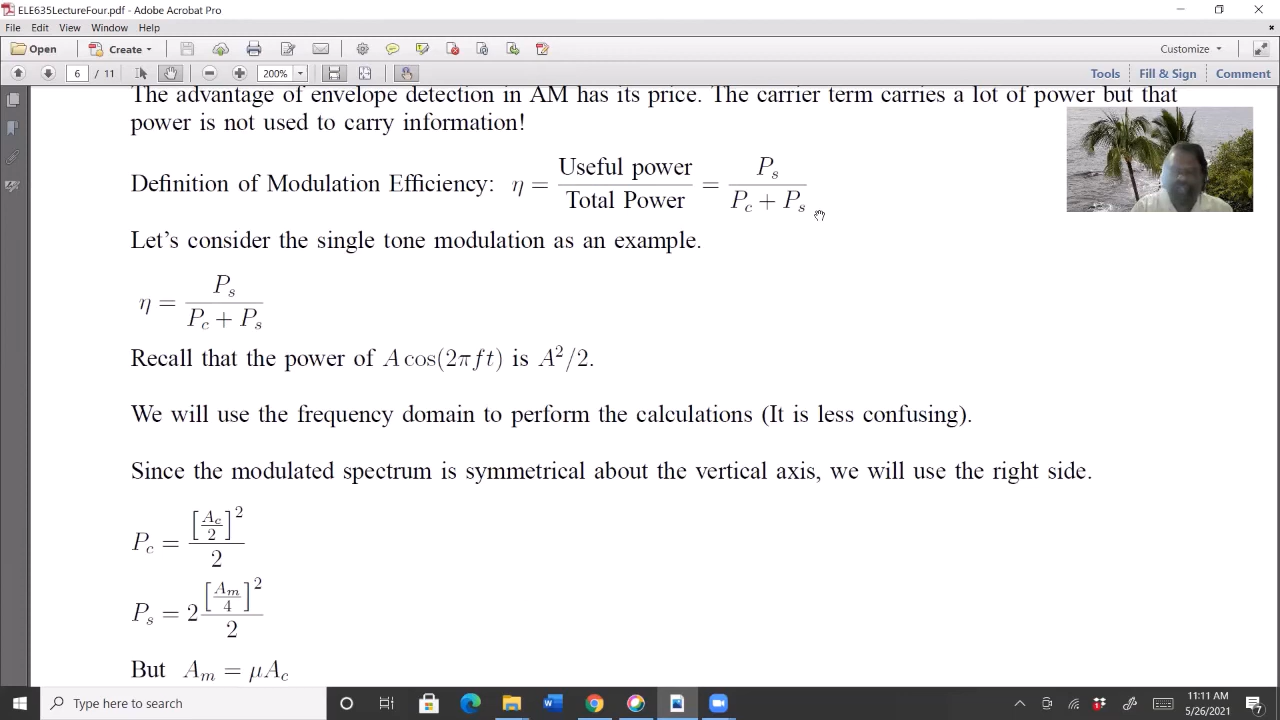 ELE635LectureFour.pdf - Adobe Acrobat Pro
File Edit View Window Help
Open Create Customize
6 / 11 200% Tools Fill & Sign Comment
The advantage of envelope detection in AM has its price. The carrier term carries a lot of power but that
power is not used to carry information!
Definition of Modulation Efficiency: η = Useful power / Total Power = P_s / (P_c + P_s)
Let's consider the single tone modulation as an example.
η = P_s / (P_c + P_s)
Recall that the power of A cos(2πft) is A²/2.
We will use the frequency domain to perform the calculations (It is less confusing).
Since the modulated spectrum is symmetrical about the vertical axis, we will use the right side.
P_c = [A_c/2]² / 2
P_s = 2 [A_m/4]² / 2
But A_m = μA_c
Type here to search
11:11 AM
5/26/2021
7